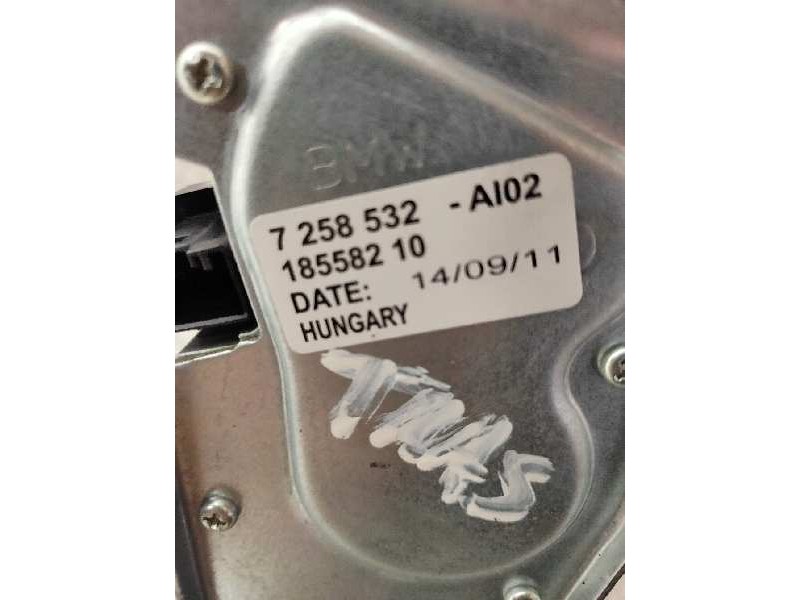 BMW
7 258 532 - AI02
185582 10
DATE: 14/09/11
HUNGARY